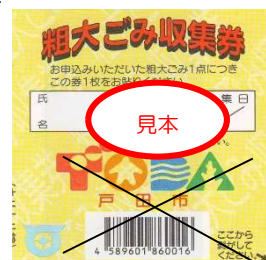 粗大ごみ収集券
お申込みいただいた粗大ごみ1点につき
この券1枚をお貼りください
氏
名
集日
見本
い。
戸田市
4 589601 860016
ここから
剥がして
ください